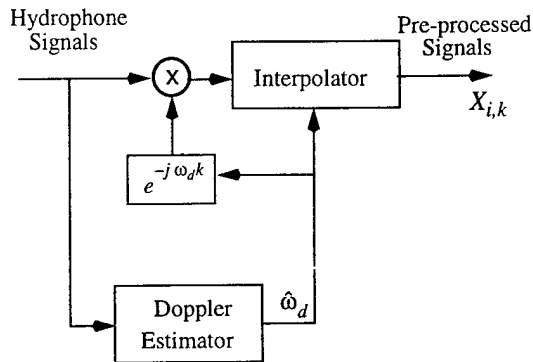 Hydrophone
Signals
Pre-processed
Signals
X
Interpolator
X_{i,k}
e^{-j ω_d k}
Doppler
Estimator
ω̂_d